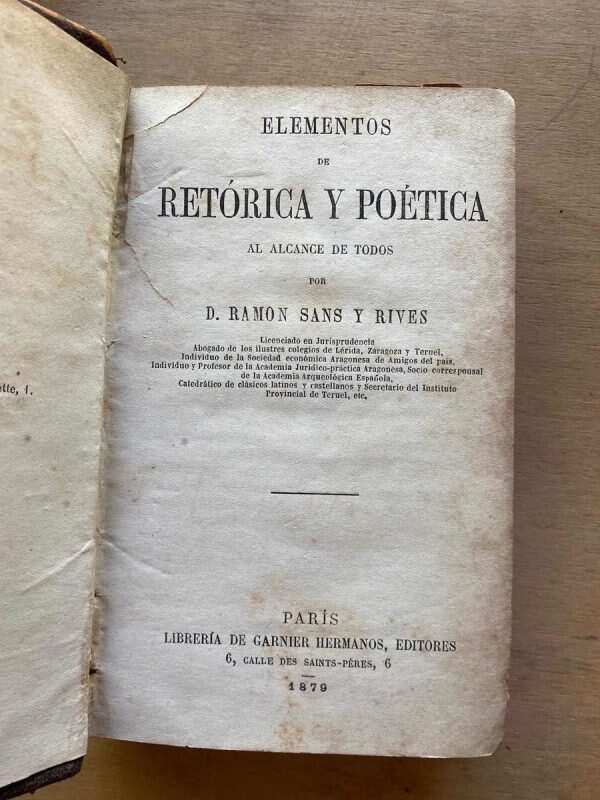 ELEMENTOS
DE
RETÓRICA Y POÉTICA
AL ALCANCE DE TODOS
POR
D. RAMON SANS Y RIVES
Licenciado en Jurisprudencia
Abogado de los ilustres colegios de Lérida, Zaragoza y Teruel,
Individuo de la Sociedad económica Aragonesa de Amigos del país,
Individuo y Profesor de la Academia Jurídico-práctica Aragonesa, Socio corresponsal
de la Academia Arqueológica Española,
Catedrático de clásicos latinos y castellanos y Secretario del Instituto
Provincial de Teruel, etc,
PARÍS
LIBRERÍA DE GARNIER HERMANOS, EDITORES
6, CALLE DES SAINTS-PÉRES, 6
1879
1.